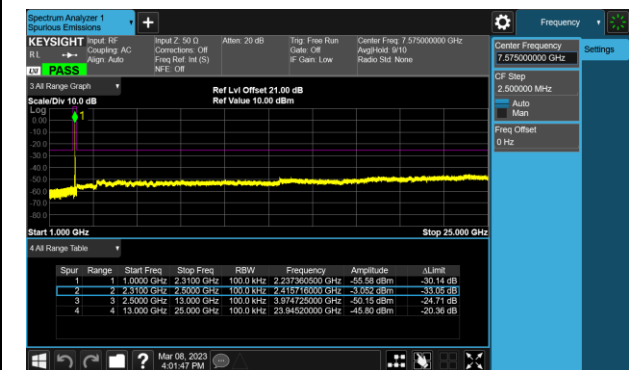 Spectrum Analyzer 1
Spurious Emissions
Frequency
KEYSIGHT Input: RF Input Z: 50 Ω Atten: 20 dB Trig: Free Run Center Freq: 7.575000000 GHz
RL Coupling: AC Corrections: Off Gate: Off Avg|Hold: 9/10
Align: Auto Freq Ref: Int (S) IF Gain: Low Radio Std: None
NFE: Off
LW PASS
Center Frequency
7.575000000 GHz
Settings
CF Step
2.500000 MHz
Auto
Man
Freq Offset
0 Hz
3 All Range Graph
Ref Lvl Offset 21.00 dB
Scale/Div 10.0 dB Ref Value 10.00 dBm
Log
1
0.00
-10.0
-20.0
-30.0
-40.0
-50.0
-60.0
-70.0
-80.0
Start 1.000 GHz Stop 25.000 GHz
4 All Range Table
Spur Range Start Freq Stop Freq RBW Frequency Amplitude ΔLimit
1 1 1.0000 GHz 2.3100 GHz 100.0 kHz 2.237360500 GHz -55.58 dBm -30.14 dB
2 2 2.3100 GHz 2.5000 GHz 100.0 kHz 2.415716000 GHz -3.052 dBm -33.05 dB
3 3 2.5000 GHz 13.000 GHz 100.0 kHz 3.974725000 GHz -50.15 dBm -24.71 dB
4 4 13.000 GHz 25.000 GHz 100.0 kHz 23.94520000 GHz -45.80 dBm -20.36 dB
? Mar 08, 2023
4:01:47 PM